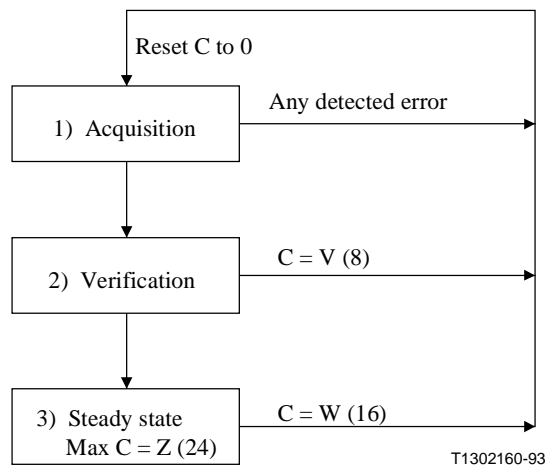 Reset C to 0
1) Acquisition
Any detected error
2) Verification
C = V (8)
3) Steady state
Max C = Z (24)
C = W (16)
T1302160-93